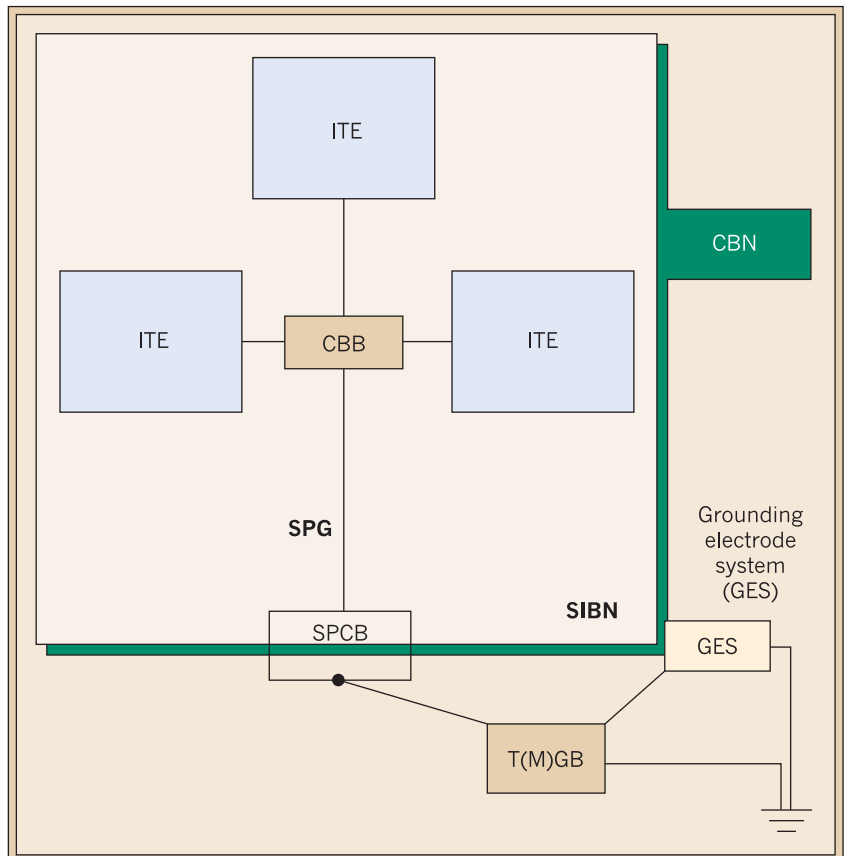 ITE
CBN
ITE
CBB
ITE
SPG
Grounding
electrode
system
(GES)
SIBN
SPCB
GES
T(M)GB